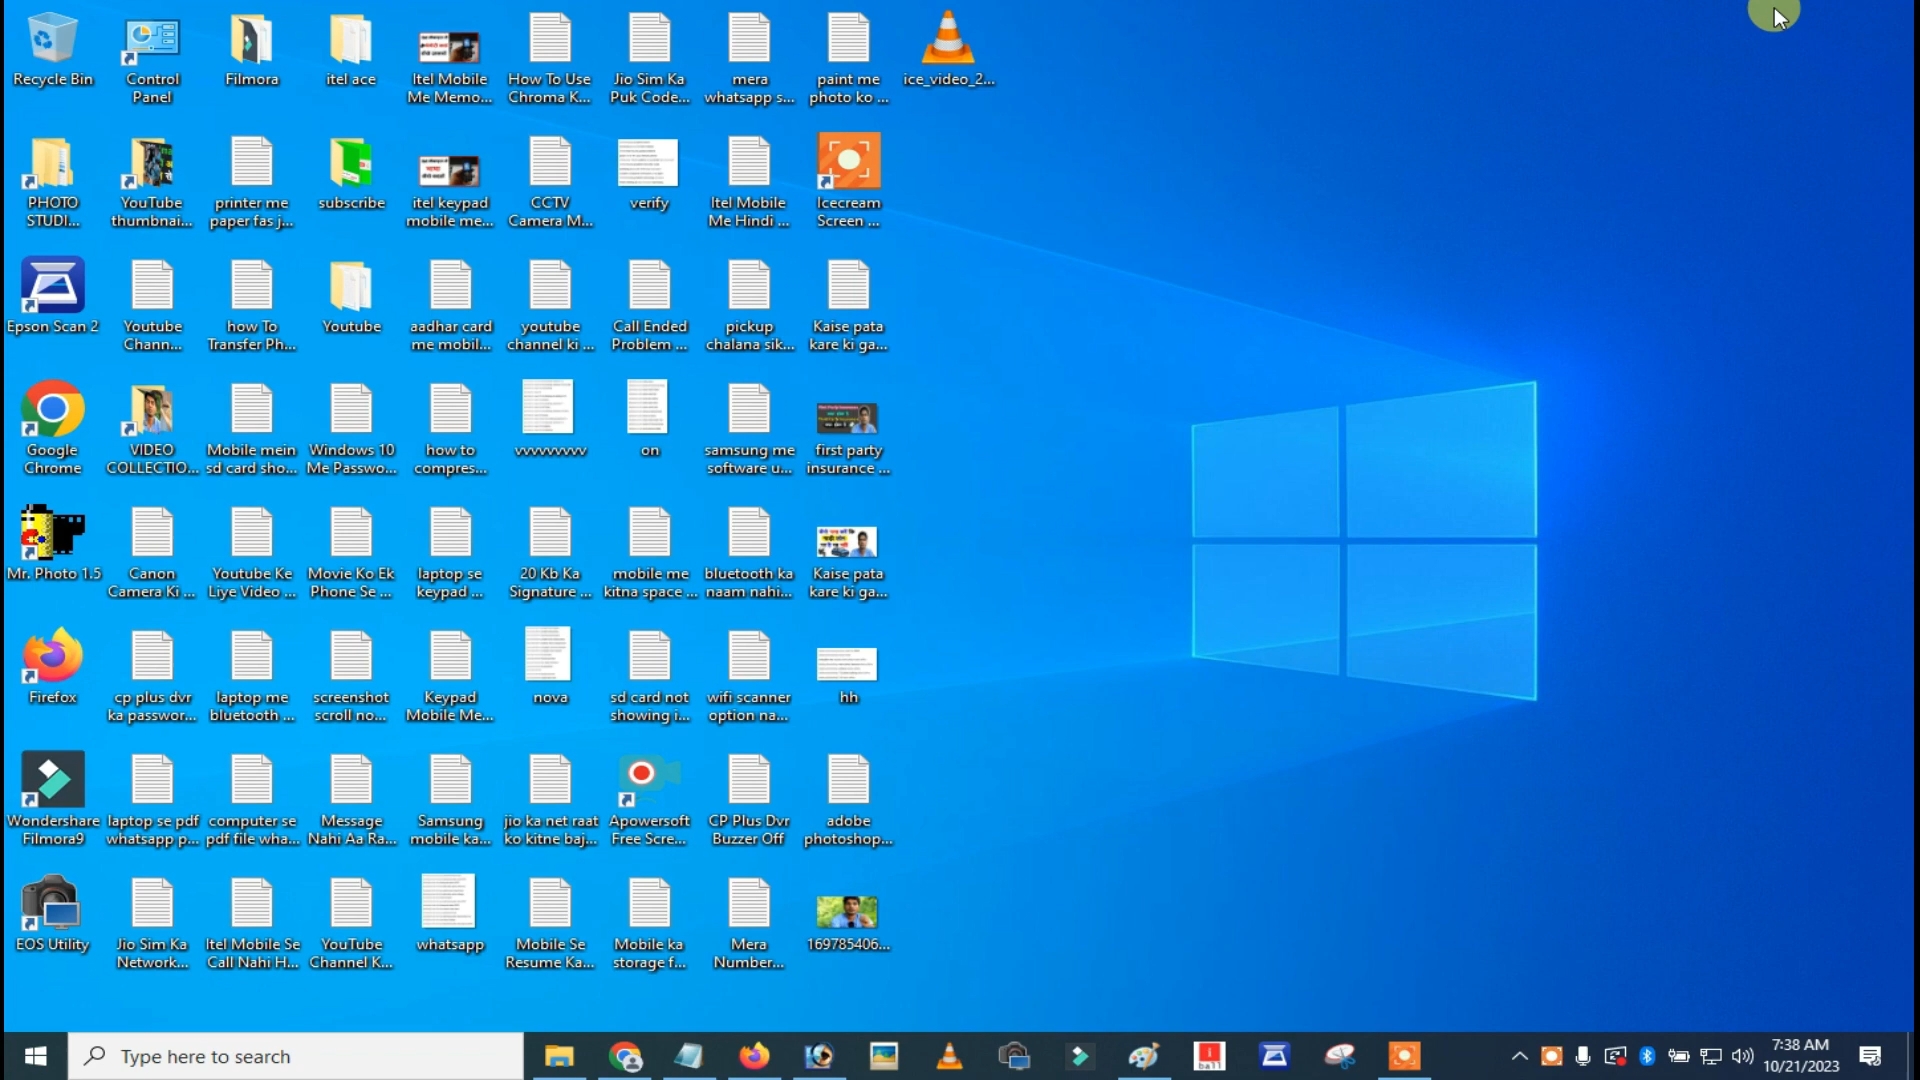 Recycle Bin
Control
Panel
Filmora
itel ace
Itel Mobile
Me Memo...
How To Use
Chroma K...
Jio Sim Ka
Puk Code...
mera
whatsapp s...
paint me
photo ko ...
ice_video_2...
PHOTO
STUDI...
YouTube
thumbnai...
printer me
paper fas j...
subscribe
itel keypad
mobile me...
CCTV
Camera M...
verify
Itel Mobile
Me Hindi ...
Icecream
Screen ...
Epson Scan 2
Youtube
Chann...
how To
Transfer Ph...
Youtube
aadhar card
me mobil...
youtube
channel ki ...
Call Ended
Problem ...
pickup
chalana sik...
Kaise pata
kare ki ga...
Google
Chrome
VIDEO
COLLECTIO...
Mobile mein
sd card sho...
Windows 10
Me Passwo...
how to
compres...
vvvvvvvvv
on
samsung me
software u...
first party
insurance ...
Mr. Photo 1.5
Canon
Camera Ki ...
Youtube Ke
Liye Video ...
Movie Ko Ek
Phone Se ...
laptop se
keypad ...
20 Kb Ka
Signature ...
mobile me
kitna space ...
bluetooth ka
naam nahi...
Kaise pata
kare ki ga...
Firefox
cp plus dvr
ka passwor...
laptop me
bluetooth ...
screenshot
scroll no...
Keypad
Mobile Me...
nova
sd card not
showing i...
wifi scanner
option na...
hh
Wondershare
Filmora9
laptop se pdf
whatsapp p...
computer se
pdf file wha...
Message
Nahi Aa Ra...
Samsung
mobile ka...
jio ka net raat
ko kitne baj...
Apowersoft
Free Scre...
CP Plus Dvr
Buzzer Off
adobe
photoshop...
EOS Utility
Jio Sim Ka
Network...
Itel Mobile Se
Call Nahi H...
YouTube
Channel K...
whatsapp
Mobile Se
Resume Ka...
Mobile ka
storage f...
Mera
Number...
169785406...
Type here to search
ball
7:38 AM
10/21/2023